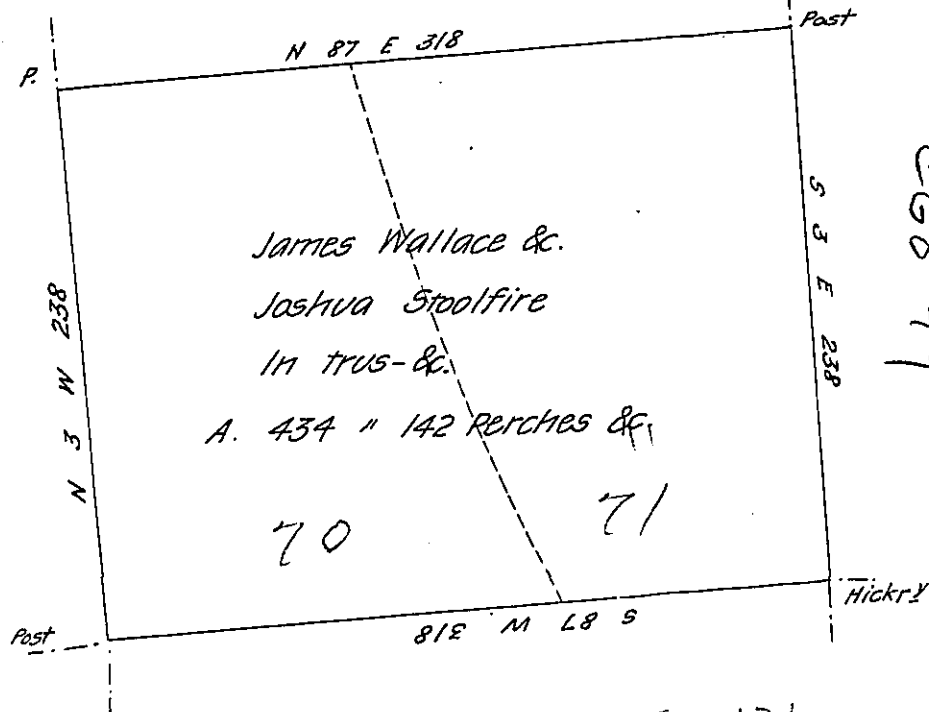 Post
N 87 E 318
P.
S 3 E 238
James Wallace &c.
Joshua Stoolfire
In trus- &c.
A. 434 " 142 Perches &c.
N 3 W 238
70
71
Hickry
S 87 W 318
Post